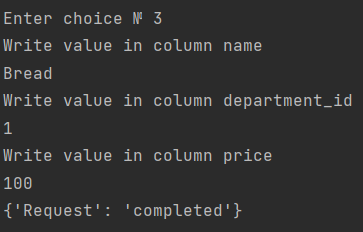 Enter choice № 3
Write value in column name
Bread
Write value in column department_id
1
Write value in column price
100
{'Request': 'completed'}